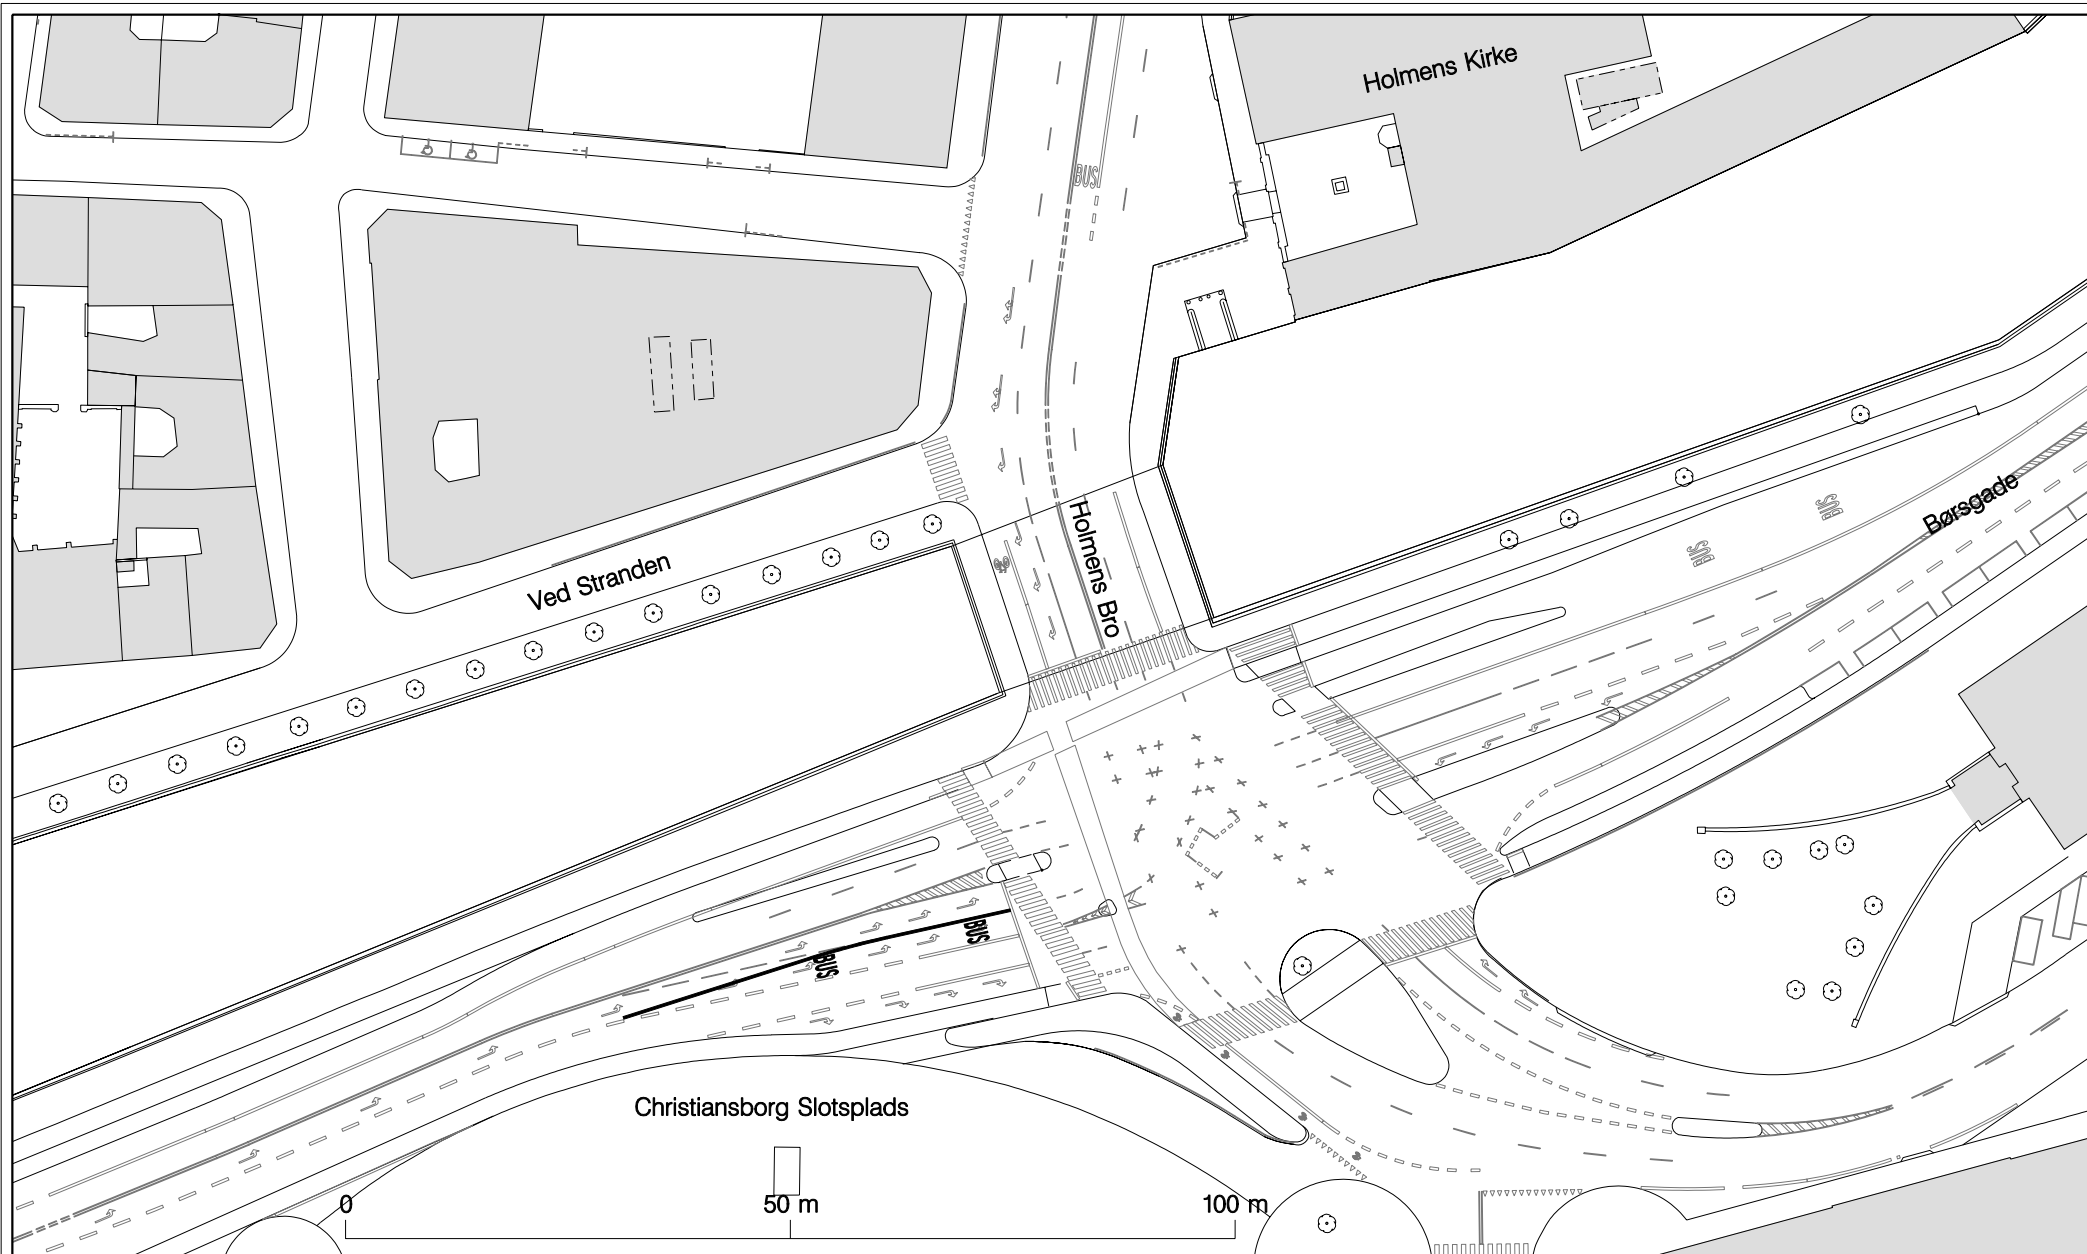 Holmens Kirke
BUS
Holmens Bro
Ved Stranden
BUS
BUS
Børsgade
BUS
BUS
Christiansborg Slotsplads
0
50 m
100 m